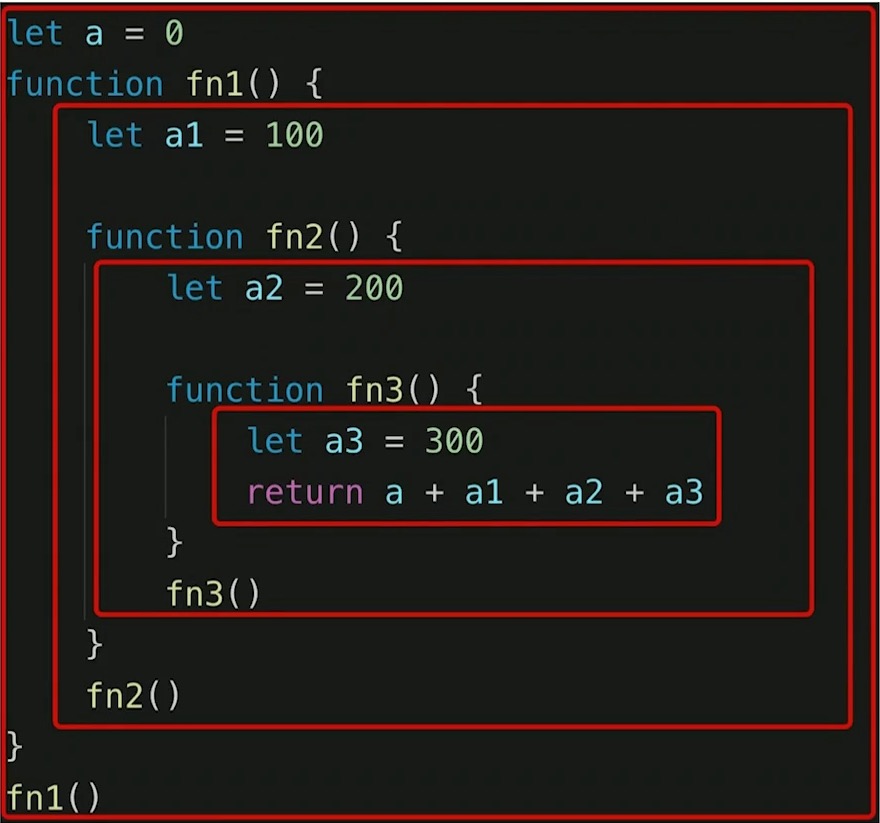 let a = 0
function fn1() {
    let a1 = 100

    function fn2() {
        let a2 = 200

        function fn3() {
            let a3 = 300
            return a + a1 + a2 + a3
        }
        fn3()
    }
    fn2()
}
fn1()